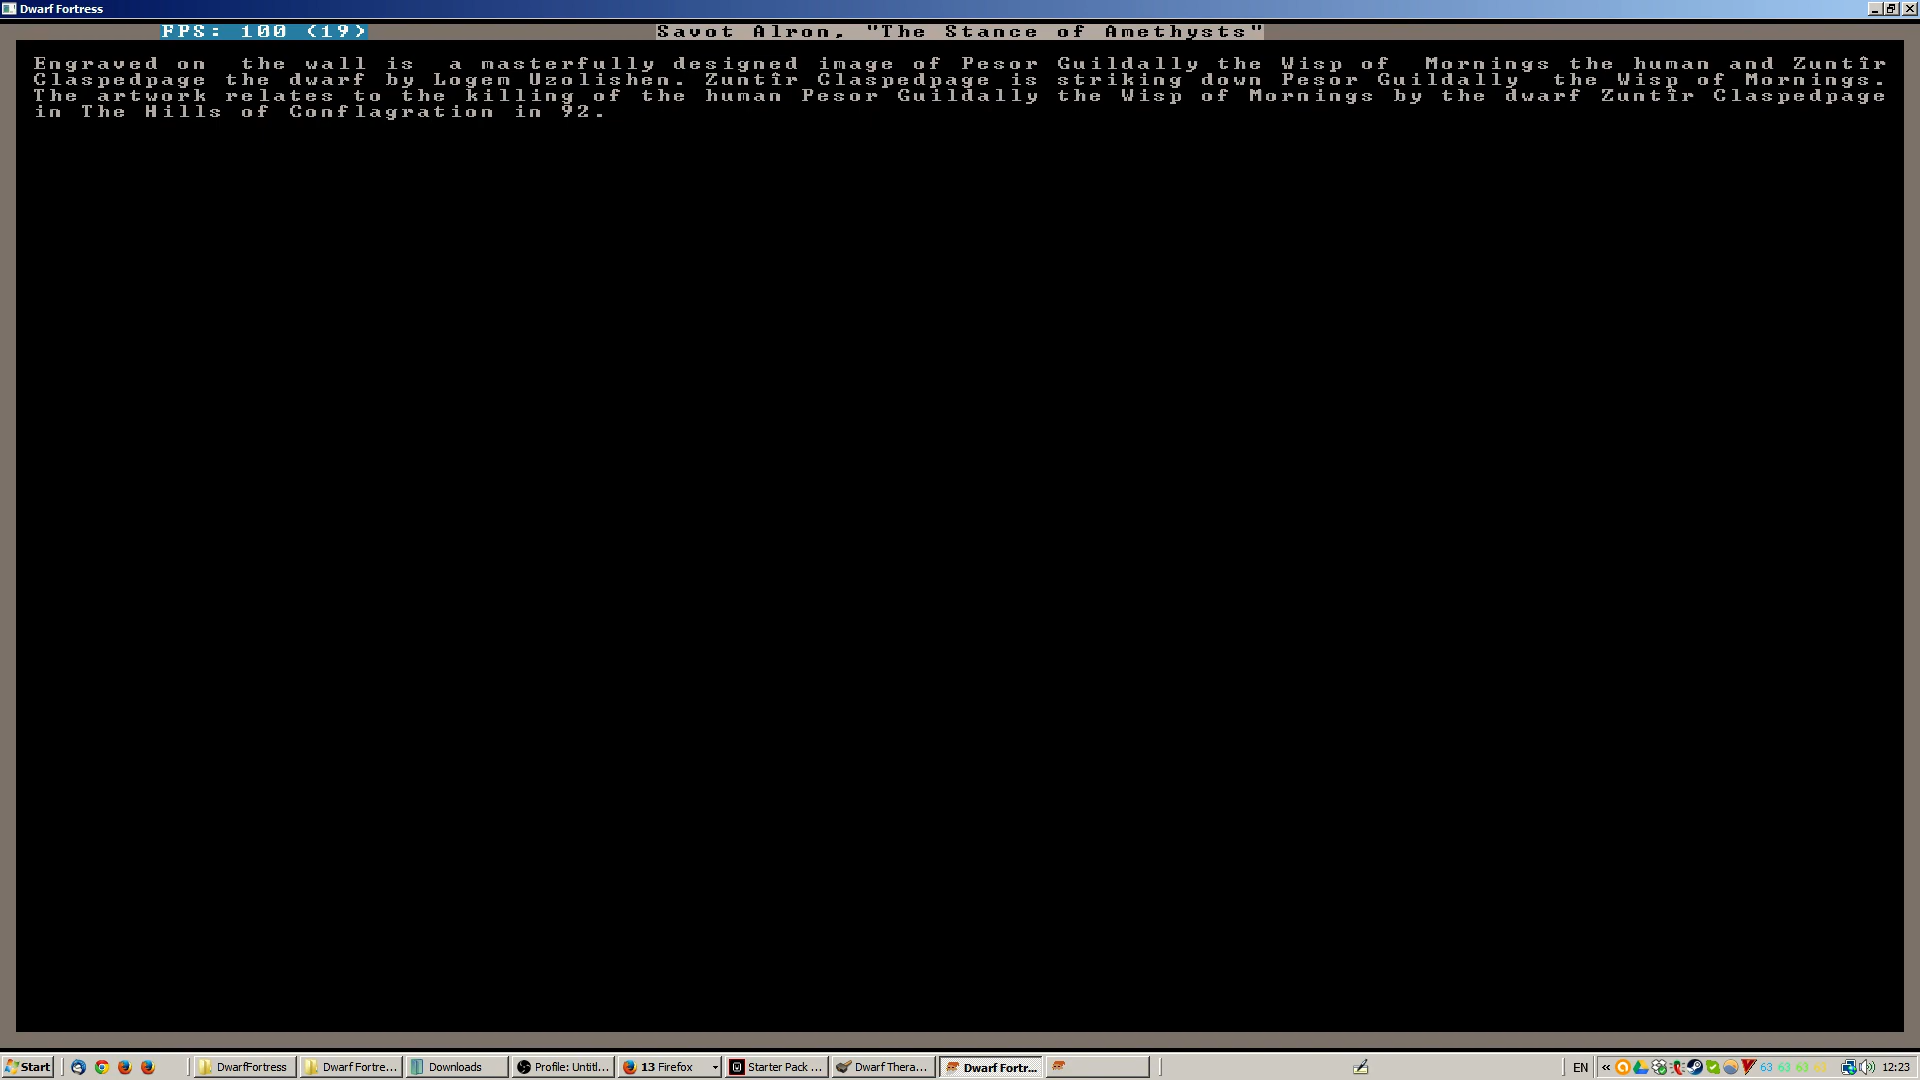 Dwarf Fortress
FPS: 100 (19)
Savot Alron, "The Stance of Amethysts"
Engraved on the wall is a masterfully designed image of Pesor Guildally the Wisp of Mornings the human and Zuntîr
Claspedpage the dwarf by Logem Uzolishen. Zuntîr Claspedpage is striking down Pesor Guildally the Wisp of Mornings.
The artwork relates to the killing of the human Pesor Guildally the Wisp of Mornings by the dwarf Zuntîr Claspedpage
in The Hills of Conflagration in 92.
Start DwarfFortress Dwarf Fortre... Downloads Profile: Untitl... 13 Firefox Starter Pack ... Dwarf Thera... Dwarf Fortr... EN « 63 63 63 12:23